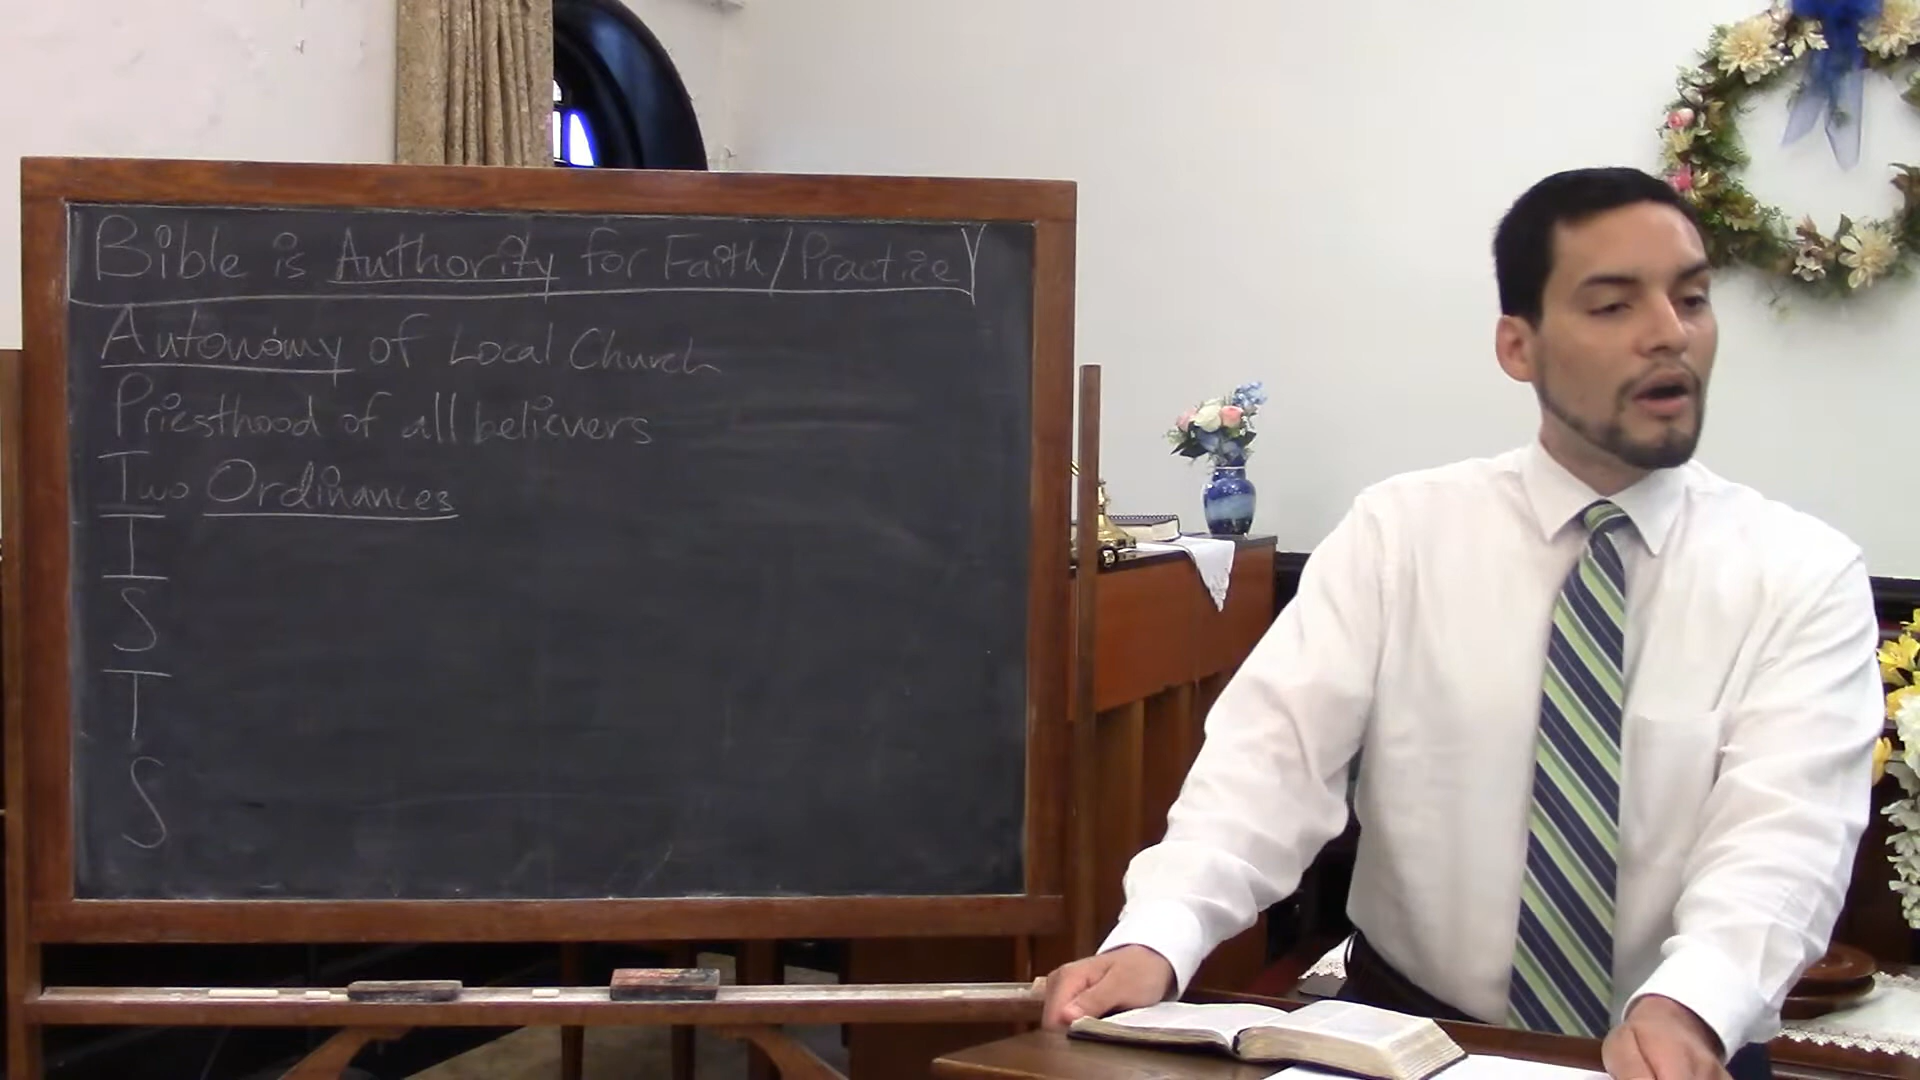 Bible is Authority for Faith/Practice
Autonomy of Local Church
Priesthood of all believers
Two Ordinances
I
S
T
S